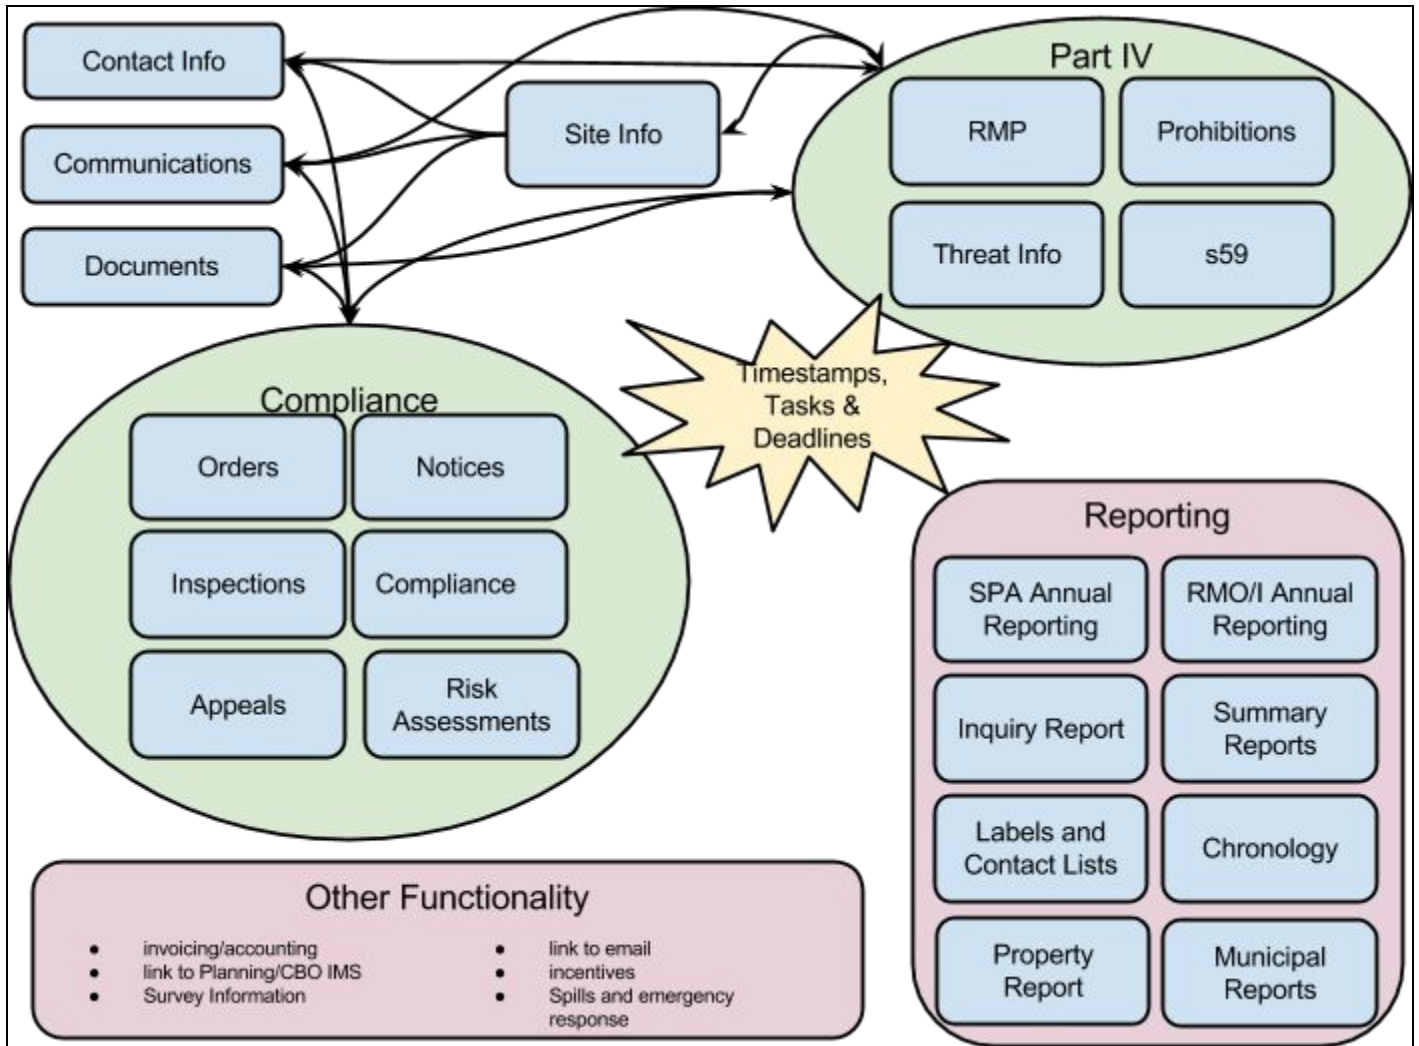 Contact Info
Communications
Documents
Site Info
Part IV
RMP
Prohibitions
Threat Info
s59
Timestamps,
Tasks &
Deadlines
Compliance
Orders
Notices
Inspections
Compliance
Appeals
Risk
Assessments
Reporting
SPA Annual
Reporting
RMO/I Annual
Reporting
Inquiry Report
Summary
Reports
Labels and
Contact Lists
Chronology
Property
Report
Municipal
Reports
Other Functionality
● invoicing/accounting
● link to Planning/CBO IMS
● Survey Information
● link to email
● incentives
● Spills and emergency
response